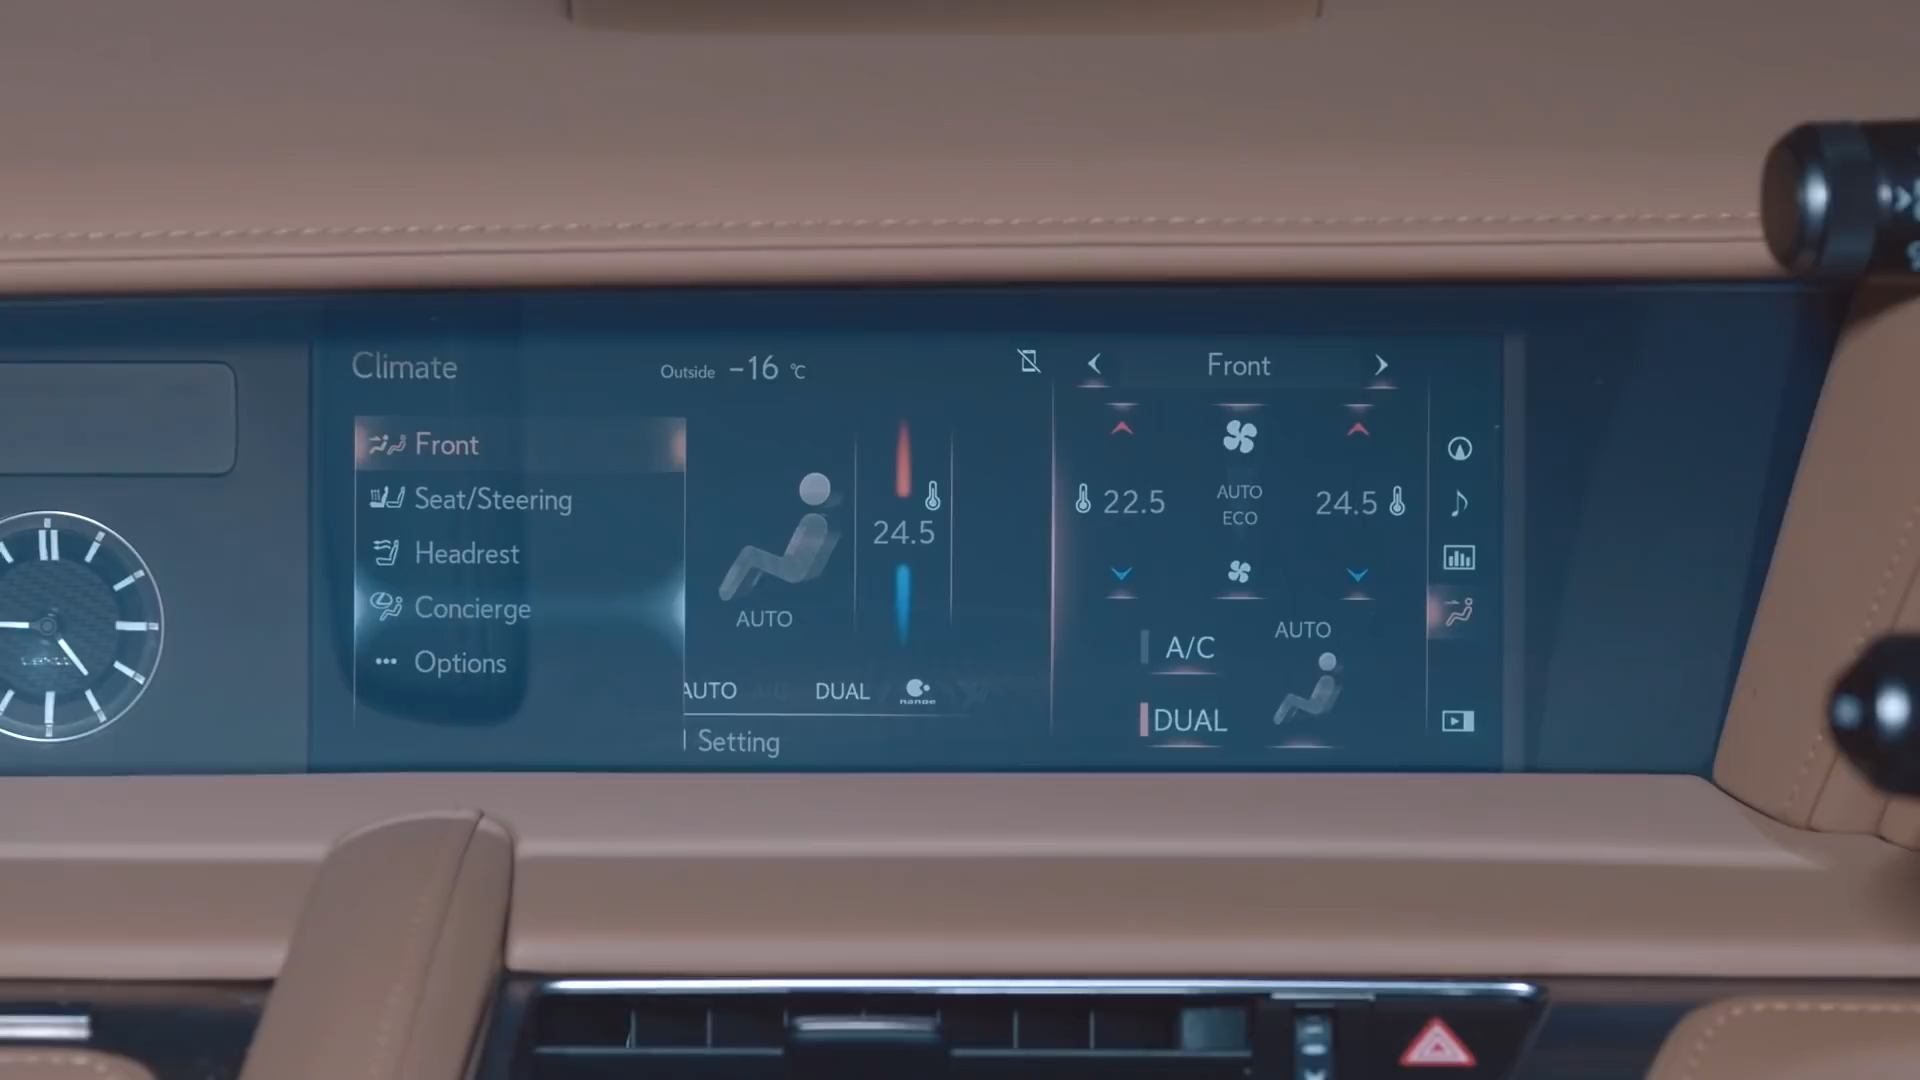 Climate
Outside -16 °C
Front
Front
Seat/Steering
Headrest
Concierge
Options
24.5
AUTO
AUTO
DUAL
nanoe
Setting
22.5
AUTO
ECO
24.5
A/C
AUTO
DUAL